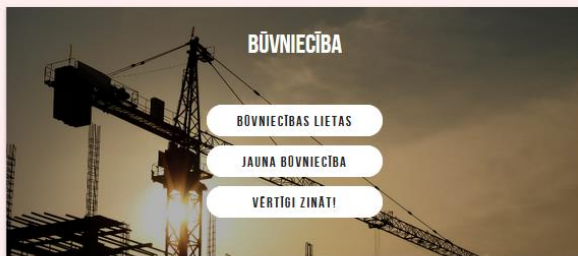 BŪVNIECĪBA
BŪVNIECĪBAS LIETAS
JAUNA BŪVNIECĪBA
VĒRTĪGI ZINĀT!